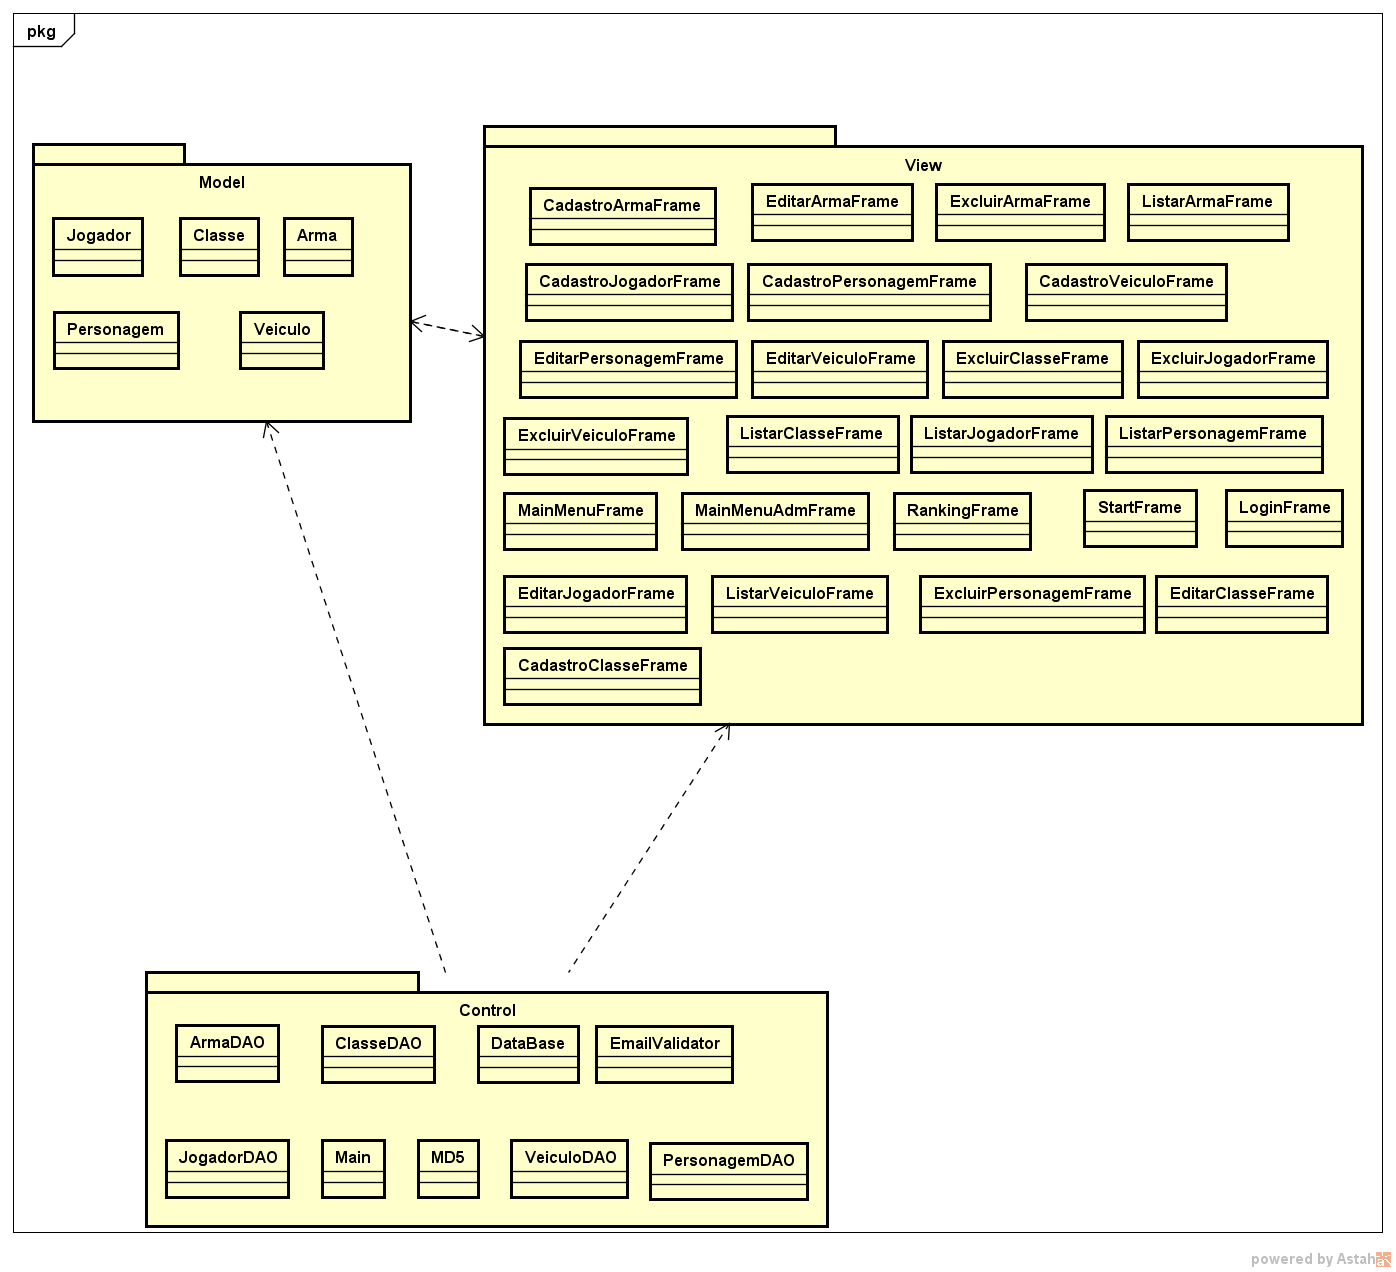 pkg
Model
Jogador
Classe
Arma
Personagem
Veiculo
View
CadastroArmaFrame
EditarArmaFrame
ExcluirArmaFrame
ListarArmaFrame
CadastroJogadorFrame
CadastroPersonagemFrame
CadastroVeiculoFrame
EditarPersonagemFrame
EditarVeiculoFrame
ExcluirClasseFrame
ExcluirJogadorFrame
ExcluirVeiculoFrame
ListarClasseFrame
ListarJogadorFrame
ListarPersonagemFrame
MainMenuFrame
MainMenuAdmFrame
RankingFrame
StartFrame
LoginFrame
EditarJogadorFrame
ListarVeiculoFrame
ExcluirPersonagemFrame
EditarClasseFrame
CadastroClasseFrame
Control
ArmaDAO
ClasseDAO
DataBase
EmailValidator
JogadorDAO
Main
MD5
VeiculoDAO
PersonagemDAO
powered by Astah